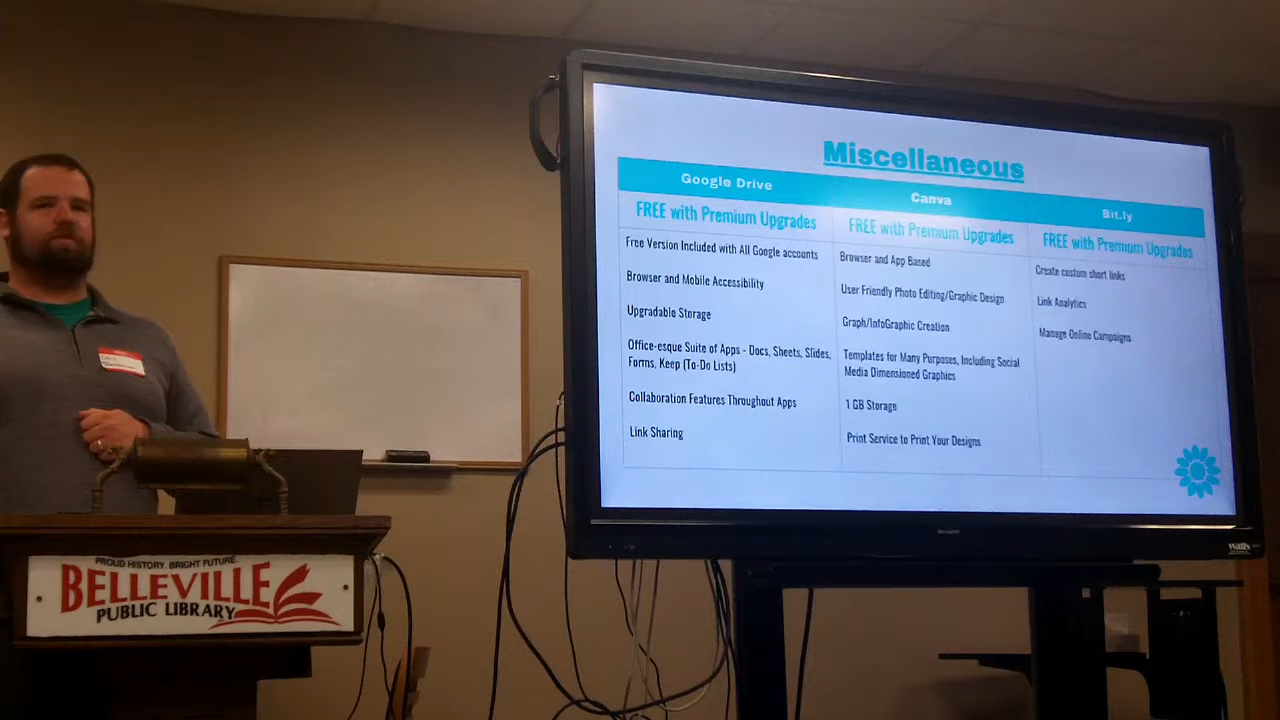 Miscellaneous
Google Drive
Canva
Bit.ly
FREE with Premium Upgrades
FREE with Premium Upgrades
FREE with Premium Upgrades
Free Version Included with All Google accounts
Browser and Mobile Accessibility
Upgradable Storage
Office-esque Suite of Apps - Docs, Sheets, Slides,
Forms, Keep (To-Do Lists)
Collaboration Features Throughout Apps
Link Sharing
Browser and App Based
User Friendly Photo Editing/Graphic Design
Graph/InfoGraphic Creation
Templates for Many Purposes, Including Social
Media Dimensioned Graphics
1 GB Storage
Print Service to Print Your Designs
Create custom short links
Link Analytics
Manage Online Campaigns
SHARP
watts
PROUD HISTORY. BRIGHT FUTURE.
BELLEVILLE
PUBLIC LIBRARY